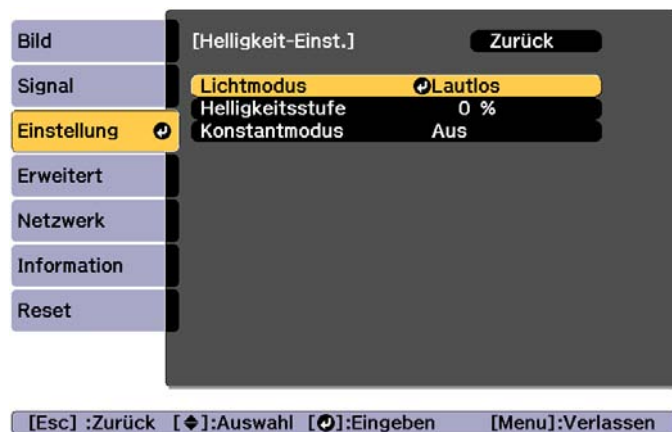 Bild
Signal
Einstellung
Erweitert
Netzwerk
Information
Reset
[Helligkeit-Einst.] Zurück
Lichtmodus Lautlos
Helligkeitsstufe 0 %
Konstantmodus Aus
[Esc] :Zurück [◆]:Auswahl [⏎]:Eingeben [Menu]:Verlassen